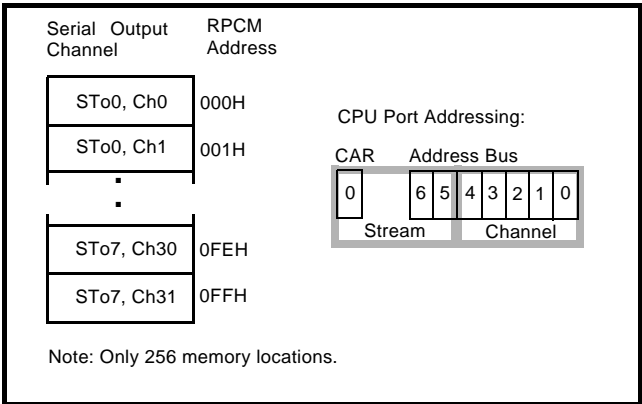 Serial Output Channel
RPCM Address
STo0, Ch0 000H
STo0, Ch1 001H
STo7, Ch30 0FEH
STo7, Ch31 0FFH
CPU Port Addressing:
CAR Address Bus
0 6 5 4 3 2 1 0
Stream Channel
Note: Only 256 memory locations.